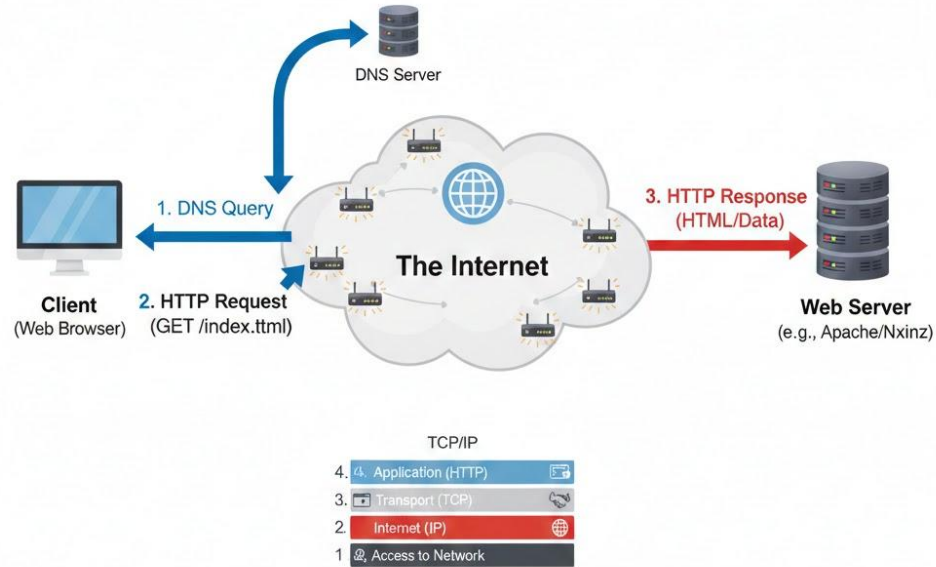 DNS Server
1. DNS Query
3. HTTP Response
(HTML/Data)
The Internet
Client
(Web Browser)
2. HTTP Request
(GET /index.ttml)
Web Server
(e.g., Apache/Nxinz)
TCP/IP
4. 4. Application (HTTP)
3. Transport (TCP)
2. Internet (IP)
1. Access to Network